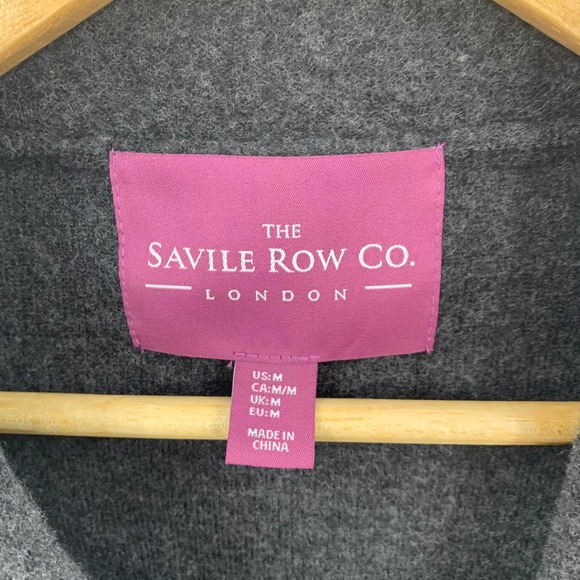 THE
SAVILE ROW CO.
LONDON
US:M
CA:M/M
UK:M
EU:M
MADE IN
CHINA